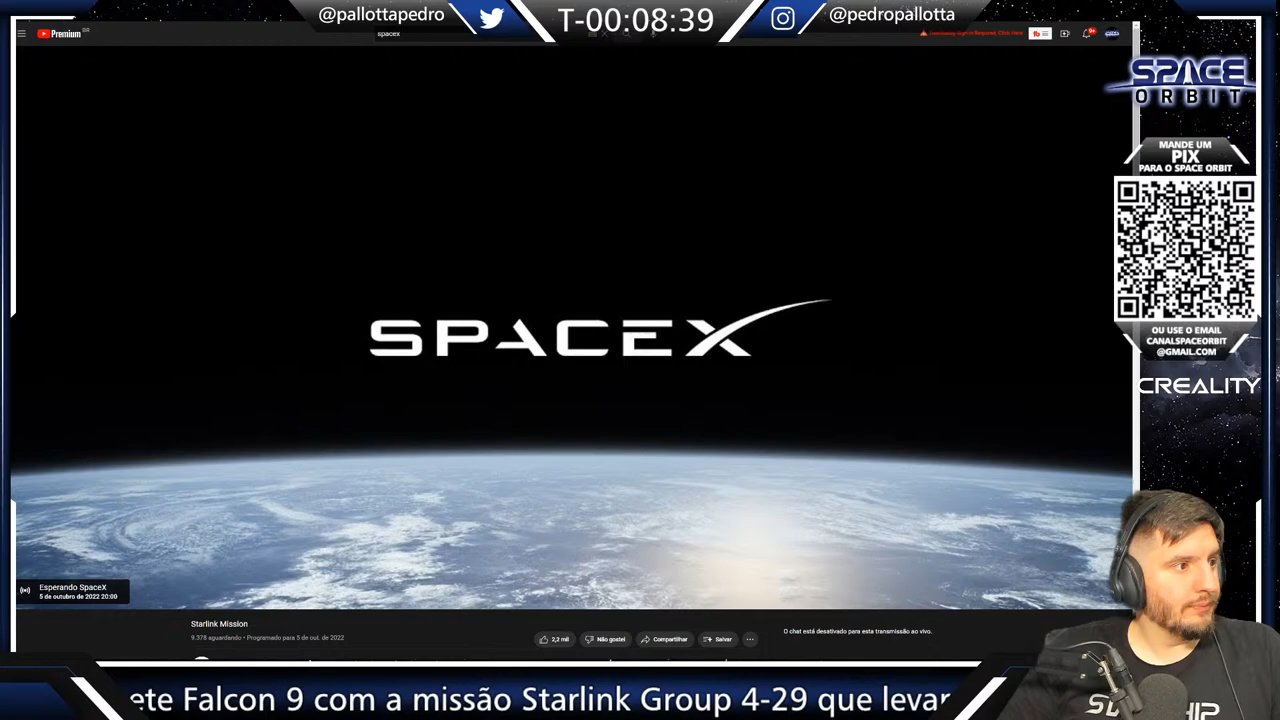 @pallottapedro
T-00:08:39
@pedropallotta
Premium
BR
spacex
9+
SPACE
ORBIT
MANDE UM
PIX
PARA O SPACE ORBIT
OU USE O EMAIL
CANALSPACEORBIT
@GMAIL.COM
CREALITY
SPACEX
Esperando SpaceX
5 de outubro de 2022 20:00
Starlink Mission
9.378 aguardando • Programado para 5 de out. de 2022
2,2 mil
Não gostei
Compartilhar
Salvar
O chat está desativado para esta transmissão ao vivo.
ete Falcon 9 com a missão Starlink Group 4-29 que levar